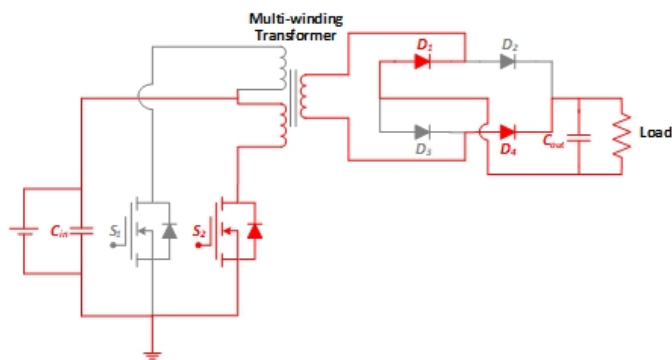 Multi-winding
Transformer
D1
D2
D3
D4
Cout
Load
Cin
S1
S2